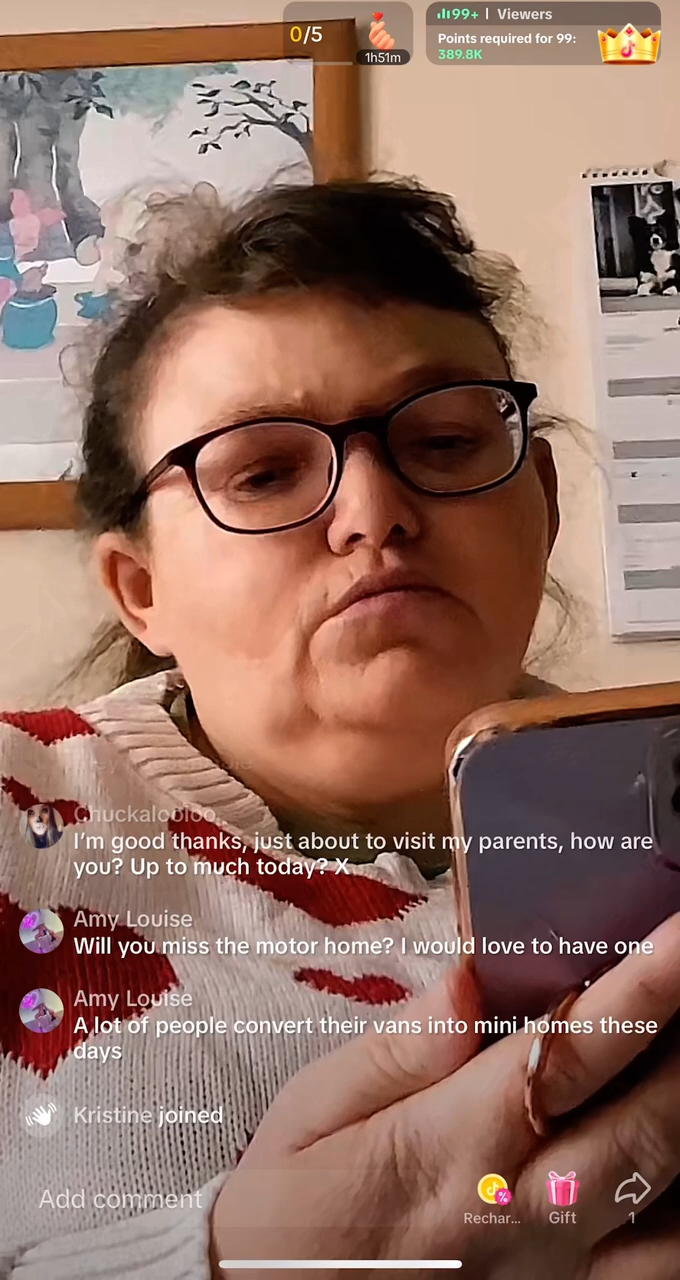 0/5
1h51m
99+ | Viewers
Points required for 99:
389.8K
Chuckalooloo..
I'm good thanks, just about to visit my parents, how are
you? Up to much today? X
Amy Louise
Will you miss the motor home? I would love to have one
Amy Louise
A lot of people convert their vans into mini homes these
days
Kristine joined
Add comment
Rechar...
Gift
1